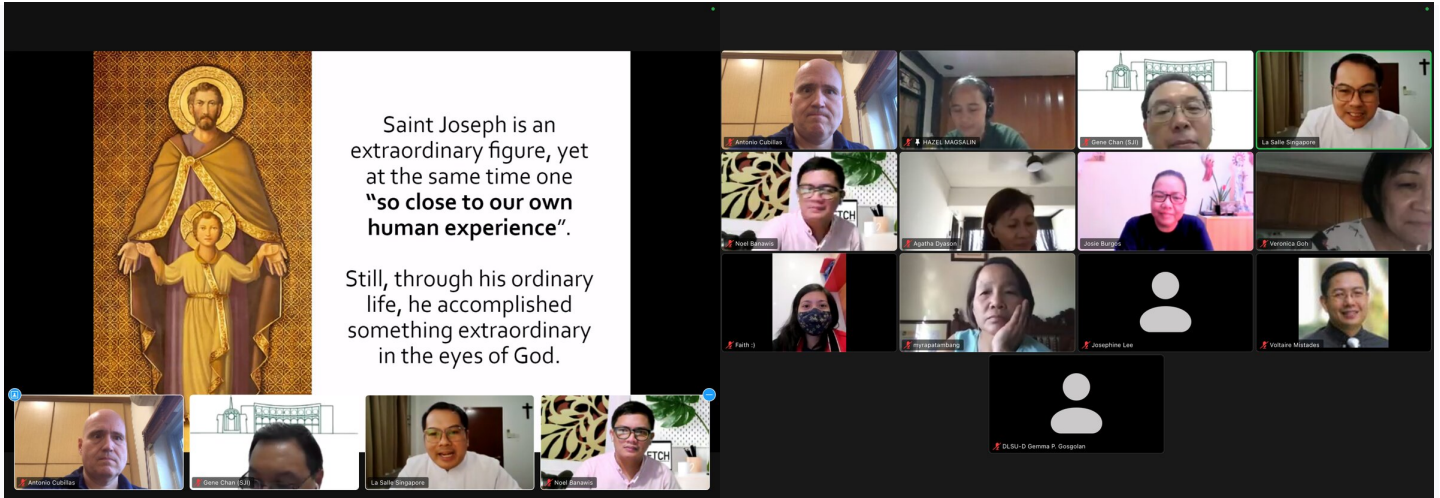 Saint Joseph is an
extraordinary figure, yet
at the same time one
“so close to our own
human experience”.
Still, through his ordinary
life, he accomplished
something extraordinary
in the eyes of God.
Antonio Cubillas
Gene Chan (SJI)
La Salle Singapore
Noel Banawis
ETCH
Antonio Cubillas
HAZEL MAGSALIN
Gene Chan (SJI)
La Salle Singapore
Noel Banawis
ETCH
Agatha Dyason
Josie Burgos
Veronica Goh
Faith :)
myrapatambang
Josephine Lee
Voltaire Mistades
DLSU-D Gemma P. Gosgolan